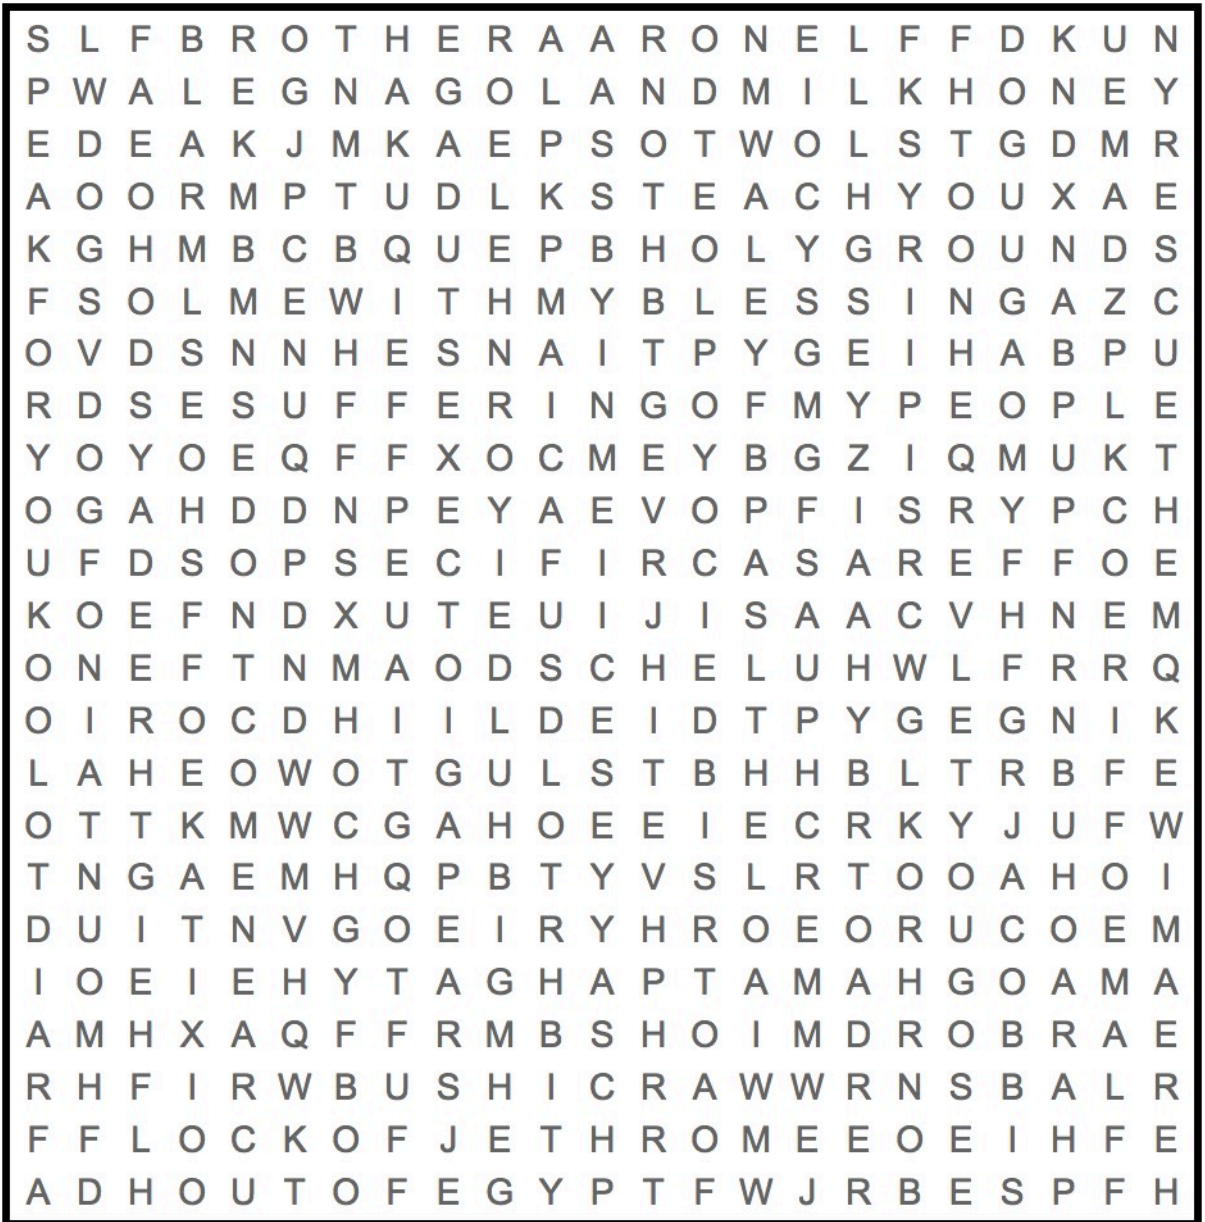 S L F B R O T H E R A A R O N E L F F D K U N
P W A L E G N A G O L A N D M I L K H O N E Y
E D E A K J M K A E P S O T W O L S T G D M R
A O O R M P T U D L K S T E A C H Y O U X A E
K G H M B C B Q U E P B H O L Y G R O U N D S
F S O L M E W I T H M Y B L E S S I N G A Z C
O V D S N N H E S N A I T P Y G E I H A B P U
R D S E S U F F E R I N G O F M Y P E O P L E
Y O Y O E Q F F X O C M E Y B G Z I Q M U K T
O G A H D D N P E Y A E V O P F I S R Y P C H
U F D S O P S E C I F I R C A S A R E F F O E
K O E F N D X U T E U I J I S A A C V H N E M
O N E F T N M A O D S C H E L U H W L F R R Q
O I R O C D H I I L D E I D T P Y G E G N I K
L A H E O W O T G U L S T B H H B L T R B F E
O T T K M W C G A H O E E I E C R K Y J U F W
T N G A E M H Q P B T Y V S L R T O O A H O I
D U I T N V G O E I R Y H R O E O R U C O E M
I O E I E H Y T A G H A P T A M A H G O A M A
A M H X A Q F F R M B S H O I M D R O B R A E
R H F I R W B U S H I C R A W W R N S B A L R
F F L O C K O F J E T H R O M E E O E I H F E
A D H O U T O F E G Y P T F W J R B E S P F H